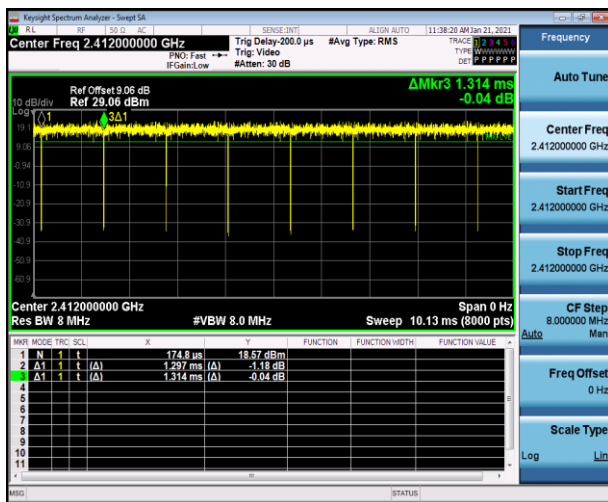 Keysight Spectrum Analyzer - Swept SA
RL RF 50 Ω AC SENSE:INT ALIGN AUTO 11:38:20 AM Jan 21, 2021
Center Freq 2.412000000 GHz
PNO: Fast
IFGain:Low
Trig Delay-200.0 µs
Trig: Video
#Atten: 30 dB
#Avg Type: RMS
TRACE 1 2 3 4 5 6
TYPE WWWWWW
DET P P P P P P
Frequency
ΔMkr3 1.314 ms
-0.04 dB
Ref Offset 9.06 dB
10 dB/div Ref 29.06 dBm
Log
1
3Δ1
19.1
9.06
-0.94
-10.9
-20.9
-30.9
-40.9
-50.9
-60.9
Center 2.412000000 GHz Span 0 Hz
Res BW 8 MHz #VBW 8.0 MHz Sweep 10.13 ms (8000 pts)
MKR MODE TRC SCL X Y FUNCTION FUNCTION WIDTH FUNCTION VALUE
1 N 1 t 174.8 µs 18.57 dBm
2 Δ1 1 t (Δ) 1.297 ms (Δ) -1.18 dB
3 Δ1 1 t (Δ) 1.314 ms (Δ) -0.04 dB
4
5
6
7
8
9
10
11
MSG STATUS
Auto Tune
Center Freq
2.412000000 GHz
Start Freq
2.412000000 GHz
Stop Freq
2.412000000 GHz
CF Step
8.000000 MHz
Auto Man
Freq Offset
0 Hz
Scale Type
Log Lin